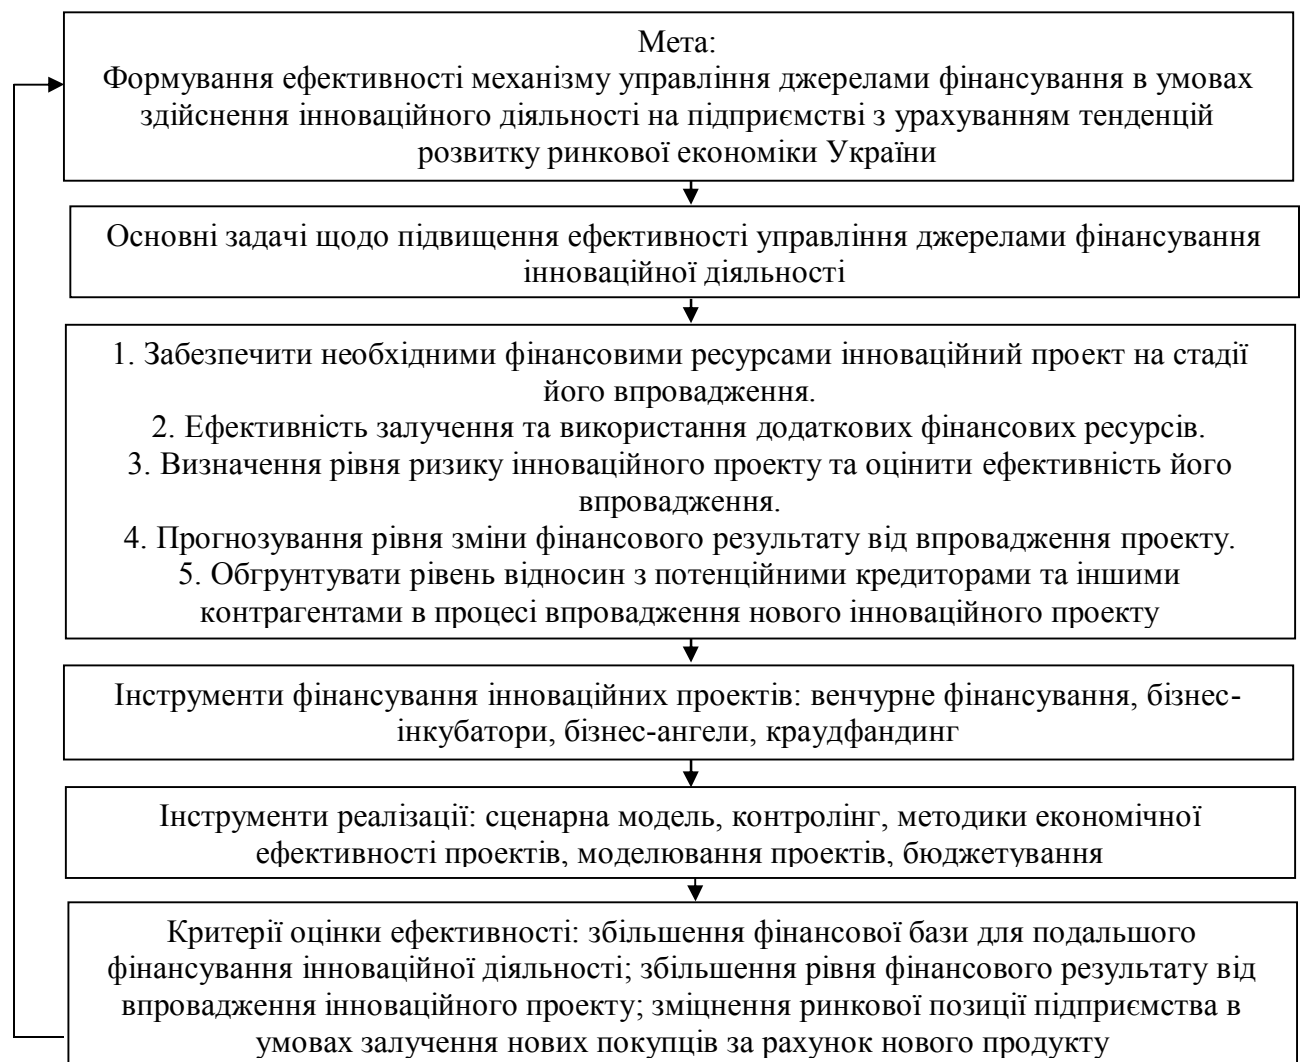 Мета:
Формування ефективності механізму управління джерелами фінансування в умовах
здійснення інноваційного діяльності на підприємстві з урахуванням тенденцій
розвитку ринкової економіки України
Основні задачі щодо підвищення ефективності управління джерелами фінансування
інноваційної діяльності
1. Забезпечити необхідними фінансовими ресурсами інноваційний проект на стадії
його впровадження.
2. Ефективність залучення та використання додаткових фінансових ресурсів.
3. Визначення рівня ризику інноваційного проекту та оцінити ефективність його
впровадження.
4. Прогнозування рівня зміни фінансового результату від впровадження проекту.
5. Обгрунтувати рівень відносин з потенційними кредиторами та іншими
контрагентами в процесі впровадження нового інноваційного проекту
Інструменти фінансування інноваційних проектів: венчурне фінансування, бізнес-
інкубатори, бізнес-ангели, краудфандинг
Інструменти реалізації: сценарна модель, контролінг, методики економічної
ефективності проектів, моделювання проектів, бюджетування
Критерії оцінки ефективності: збільшення фінансової бази для подальшого
фінансування інноваційної діяльності; збільшення рівня фінансового результату від
впровадження інноваційного проекту; зміцнення ринкової позиції підприємства в
умовах залучення нових покупців за рахунок нового продукту